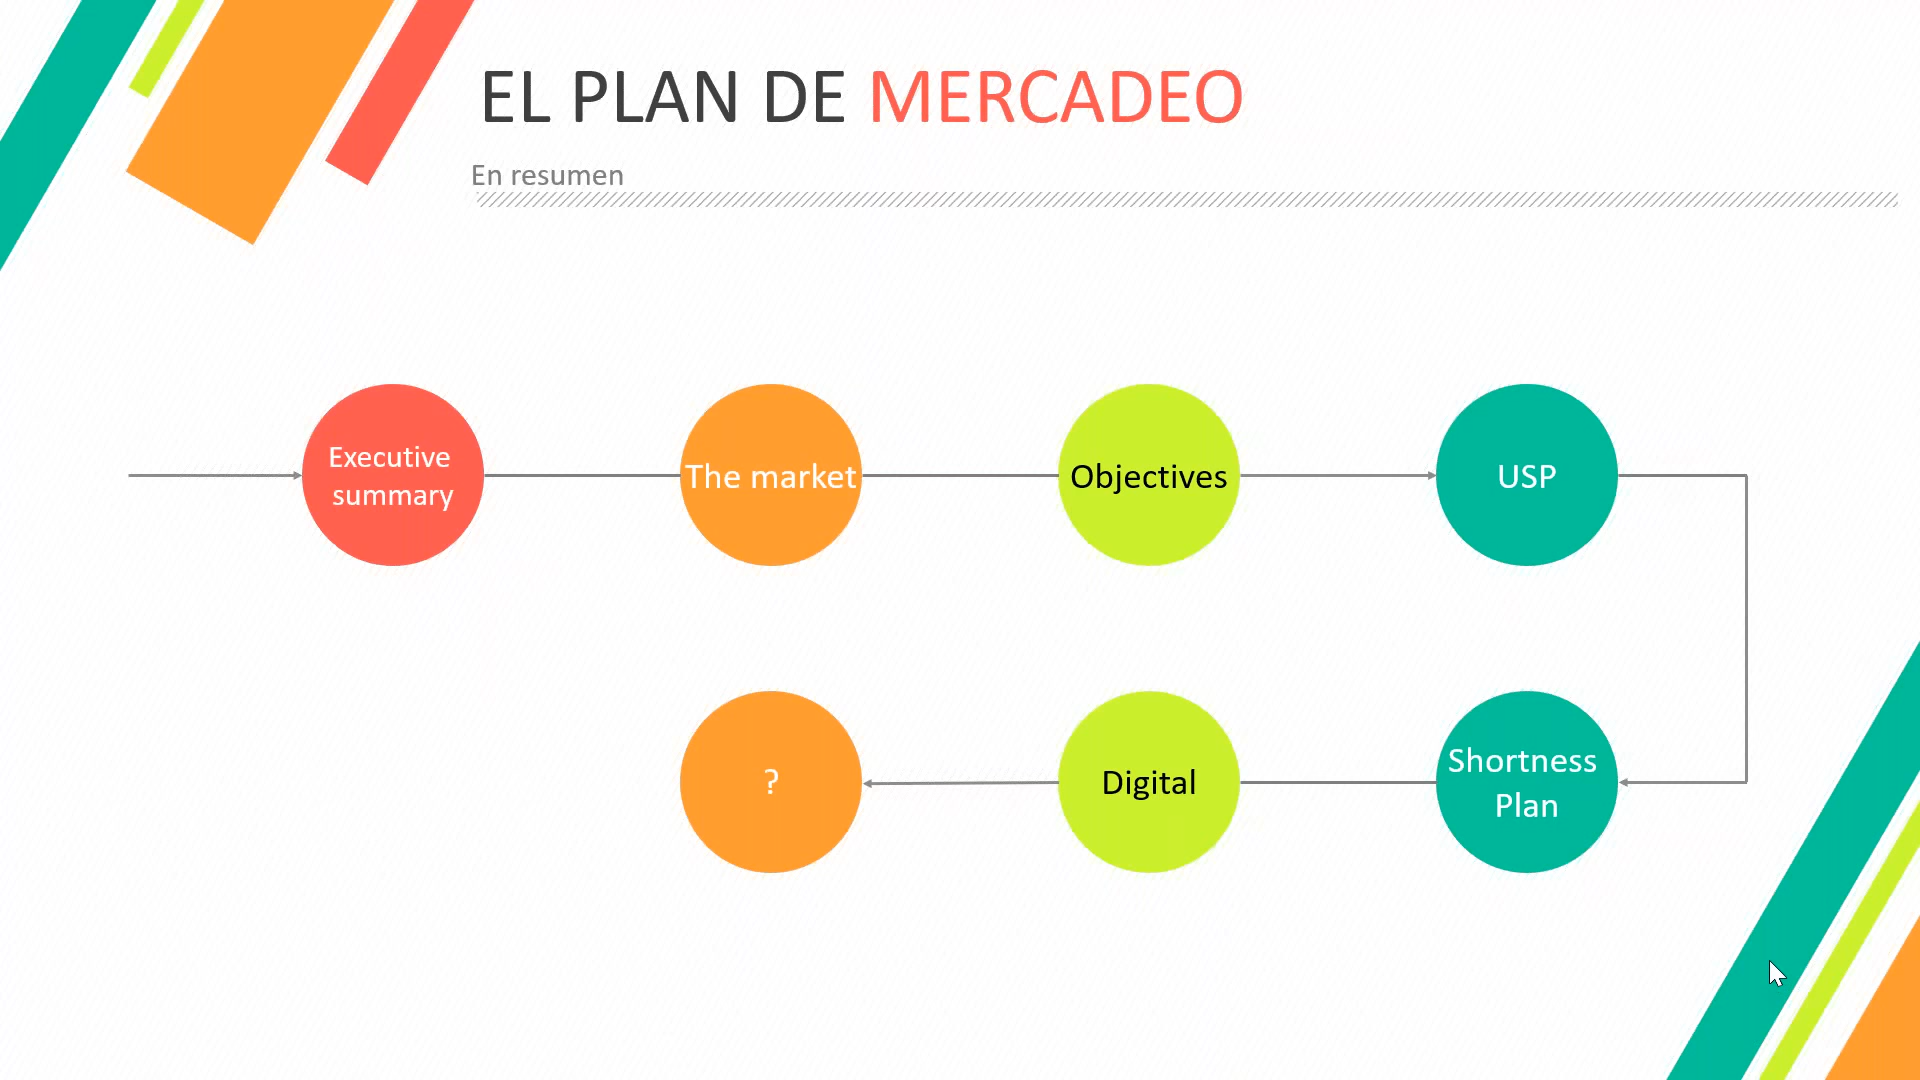 EL PLAN DE MERCADEO
En resumen
Executive
summary
The market
Objectives
USP
?
Digital
Shortness
Plan